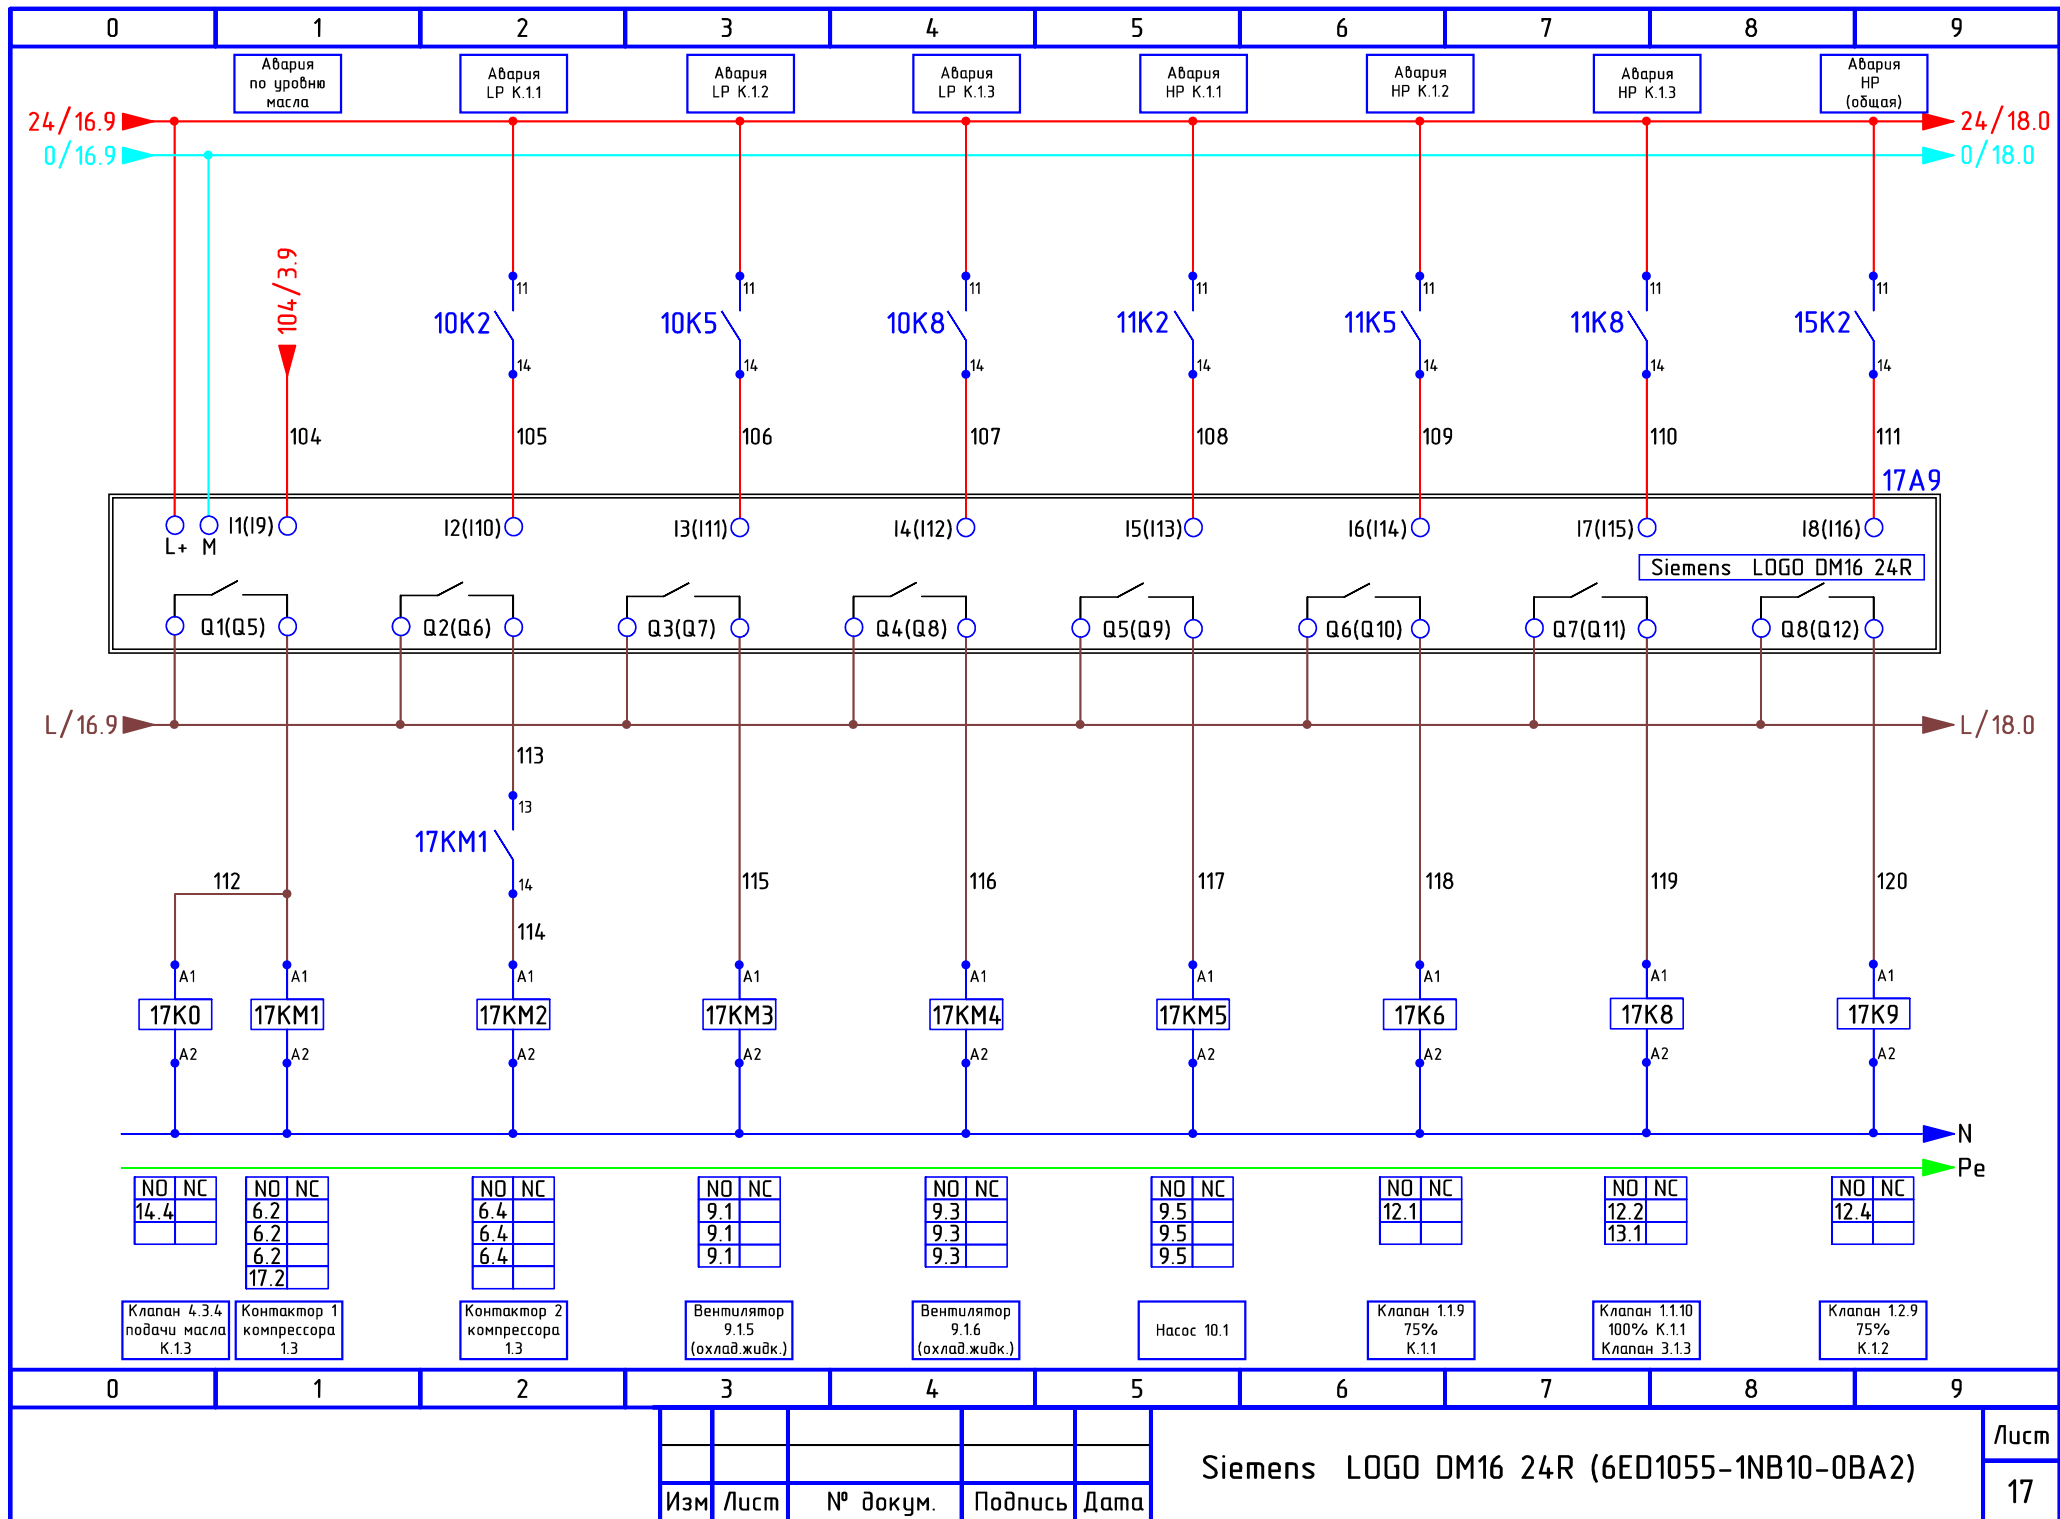 0 1 2 3 4 5 6 7 8 9
Авария
по уровню
масла
Авария
LP K.1.1
Авария
LP K.1.2
Авария
LP K.1.3
Авария
HP K.1.1
Авария
HP K.1.2
Авария
HP K.1.3
Авария
HP
(общая)
24/16.9 24/18.0
0/16.9 0/18.0
104/3.9
11 11 11 11 11 11 11
10K2 10K5 10K8 11K2 11K5 11K8 15K2
14 14 14 14 14 14 14
104 105 106 107 108 109 110 111
17A9
I1(I9) I2(I10) I3(I11) I4(I12) I5(I13) I6(I14) I7(I15) I8(I16)
L+ M
Siemens LOGO DM16 24R
Q1(Q5) Q2(Q6) Q3(Q7) Q4(Q8) Q5(Q9) Q6(Q10) Q7(Q11) Q8(Q12)
L/16.9 L/18.0
113
13
17KM1
14
112 115 116 117 118 119 120
114
A1 A1 A1 A1 A1 A1 A1 A1 A1
17K0 17KM1 17KM2 17KM3 17KM4 17KM5 17K6 17K8 17K9
A2 A2 A2 A2 A2 A2 A2 A2 A2
N
Pe
NO NC NO NC NO NC NO NC NO NC NO NC NO NC NO NC NO NC
14.4 6.2 6.4 9.1 9.3 9.5 12.1 12.2 12.4
6.2 6.4 9.1 9.3 9.5 13.1
6.2 6.4 9.1 9.3 9.5
17.2
Клапан 4.3.4
подачи масла
K.1.3
Контактор 1
компрессора
1.3
Контактор 2
компрессора
1.3
Вентилятор
9.1.5
(охлад.жидк.)
Вентилятор
9.1.6
(охлад.жидк.)
Насос 10.1
Клапан 1.1.9
75%
K.1.1
Клапан 1.1.10
100% K.1.1
Клапан 3.1.3
Клапан 1.2.9
75%
K.1.2
0 1 2 3 4 5 6 7 8 9
Изм Лист № докум. Подпись Дата
Siemens LOGO DM16 24R (6ED1055-1NB10-0BA2)
Лист
17